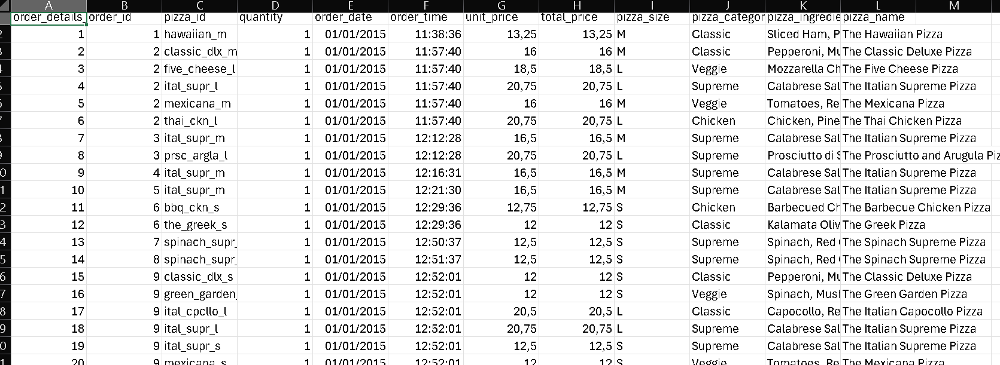 A B C D E F G H I J K L M
order_details_ order_id pizza_id quantity order_date order_time unit_price total_price pizza_size pizza_categor pizza_ingredie pizza_name
2 1 1 hawaiian_m 1 01/01/2015 11:38:36 13,25 13,25 M Classic Sliced Ham, P The Hawaiian Pizza
3 2 2 classic_dlx_m 1 01/01/2015 11:57:40 16 16 M Classic Pepperoni, Mu The Classic Deluxe Pizza
4 3 2 five_cheese_l 1 01/01/2015 11:57:40 18,5 18,5 L Veggie Mozzarella Ch The Five Cheese Pizza
5 4 2 ital_supr_l 1 01/01/2015 11:57:40 20,75 20,75 L Supreme Calabrese Sal The Italian Supreme Pizza
6 5 2 mexicana_m 1 01/01/2015 11:57:40 16 16 M Veggie Tomatoes, Re The Mexicana Pizza
7 6 2 thai_ckn_l 1 01/01/2015 11:57:40 20,75 20,75 L Chicken Chicken, Pine The Thai Chicken Pizza
8 7 3 ital_supr_m 1 01/01/2015 12:12:28 16,5 16,5 M Supreme Calabrese Sal The Italian Supreme Pizza
9 8 3 prsc_argla_l 1 01/01/2015 12:12:28 20,75 20,75 L Supreme Prosciutto di S The Prosciutto and Arugula Piz
0 9 4 ital_supr_m 1 01/01/2015 12:16:31 16,5 16,5 M Supreme Calabrese Sal The Italian Supreme Pizza
1 10 5 ital_supr_m 1 01/01/2015 12:21:30 16,5 16,5 M Supreme Calabrese Sal The Italian Supreme Pizza
2 11 6 bbq_ckn_s 1 01/01/2015 12:29:36 12,75 12,75 S Chicken Barbecued Ch The Barbecue Chicken Pizza
3 12 6 the_greek_s 1 01/01/2015 12:29:36 12 12 S Classic Kalamata Oliv The Greek Pizza
4 13 7 spinach_supr_ 1 01/01/2015 12:50:37 12,5 12,5 S Supreme Spinach, Red The Spinach Supreme Pizza
5 14 8 spinach_supr_ 1 01/01/2015 12:51:37 12,5 12,5 S Supreme Spinach, Red The Spinach Supreme Pizza
6 15 9 classic_dlx_s 1 01/01/2015 12:52:01 12 12 S Classic Pepperoni, Mu The Classic Deluxe Pizza
7 16 9 green_garden_ 1 01/01/2015 12:52:01 12 12 S Veggie Spinach, Mush The Green Garden Pizza
8 17 9 ital_cpcllo_l 1 01/01/2015 12:52:01 20,5 20,5 L Classic Capocollo, Re The Italian Capocollo Pizza
9 18 9 ital_supr_l 1 01/01/2015 12:52:01 20,75 20,75 L Supreme Calabrese Sal The Italian Supreme Pizza
0 19 9 ital_supr_s 1 01/01/2015 12:52:01 12,5 12,5 S Supreme Calabrese Sal The Italian Supreme Pizza
1 20 9 mexicana_s 1 01/01/2015 12:52:01 12 12 S Veggie Tomatoes, Re The Mexicana Pizza